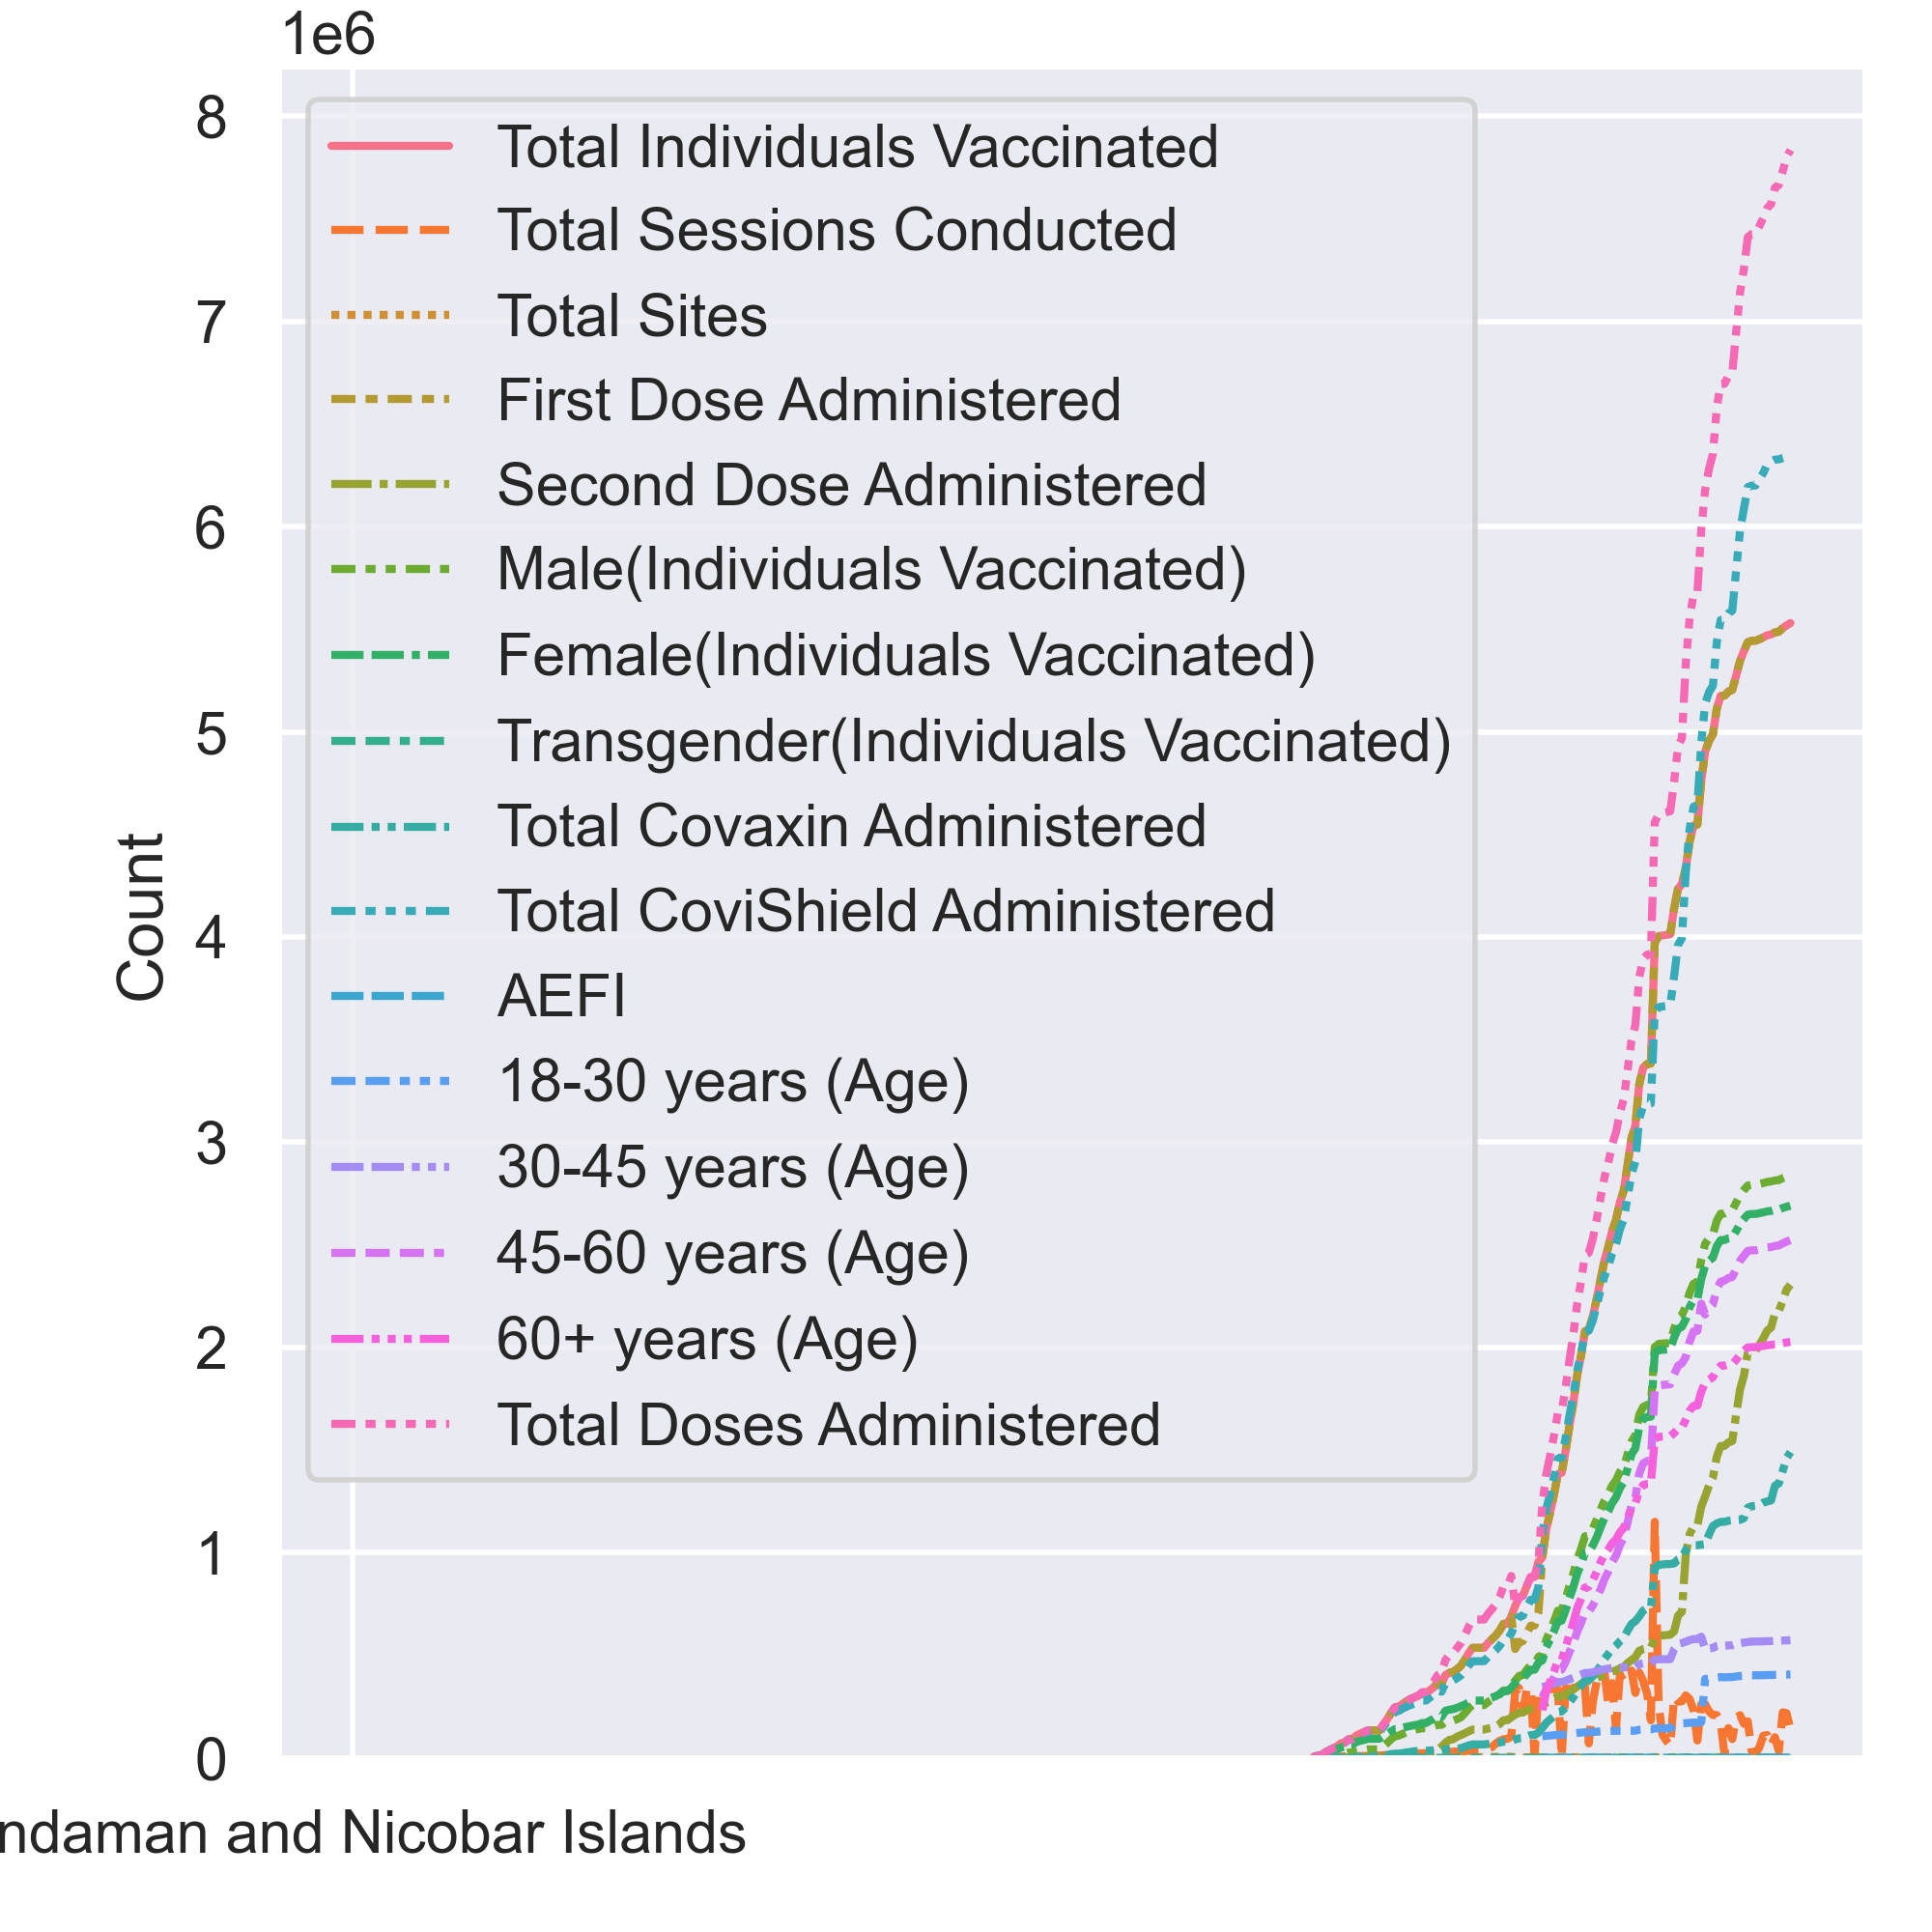 1e6
8
7
6
5
4
3
2
1
0
Count
Total Individuals Vaccinated
Total Sessions Conducted
Total Sites
First Dose Administered
Second Dose Administered
Male(Individuals Vaccinated)
Female(Individuals Vaccinated)
Transgender(Individuals Vaccinated)
Total Covaxin Administered
Total CoviShield Administered
AEFI
18-30 years (Age)
30-45 years (Age)
45-60 years (Age)
60+ years (Age)
Total Doses Administered
ndaman and Nicobar Islands